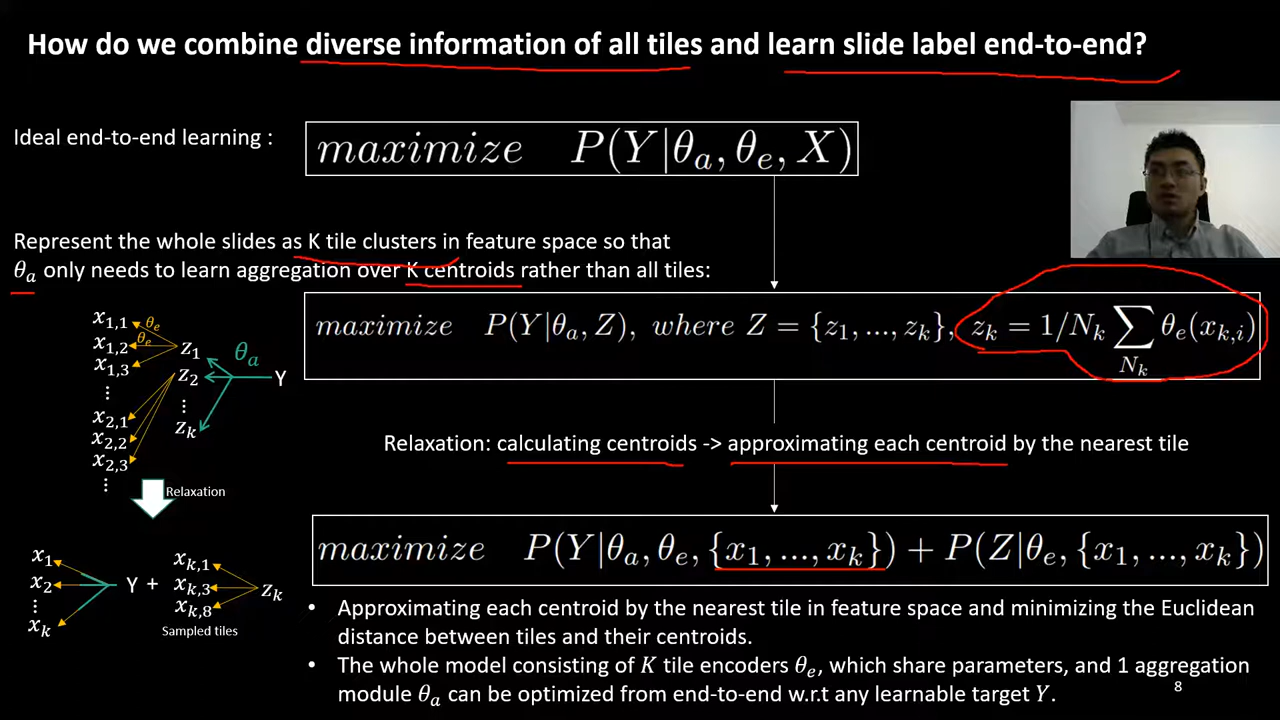 How do we combine diverse information of all tiles and learn slide label end-to-end?
Ideal end-to-end learning :
maximize P(Y|θₐ, θₑ, X)
Represent the whole slides as K tile clusters in feature space so that
θₐ only needs to learn aggregation over K centroids rather than all tiles:
maximize P(Y|θₐ, Z), where Z = {z₁, ..., zₖ}, zₖ = 1/Nₖ ∑_{Nₖ} θₑ(xₖ,ᵢ)
x₁,₁
θₑ
x₁,₂
θₑ
x₁,₃
⋮
x₂,₁
x₂,₂
x₂,₃
⋮
z₁
z₂
⋮
zₖ
θₐ
Y
Relaxation: calculating centroids -> approximating each centroid by the nearest tile
Relaxation
maximize P(Y|θₐ, θₑ, {x₁, ..., xₖ}) + P(Z|θₑ, {x₁, ..., xₖ})
x₁
x₂
⋮
xₖ
Y +
xₖ,₁
xₖ,₃
xₖ,₈
zₖ
Sampled tiles
• Approximating each centroid by the nearest tile in feature space and minimizing the Euclidean
distance between tiles and their centroids.
• The whole model consisting of K tile encoders θₑ, which share parameters, and 1 aggregation
module θₐ can be optimized from end-to-end w.r.t any learnable target Y.
8